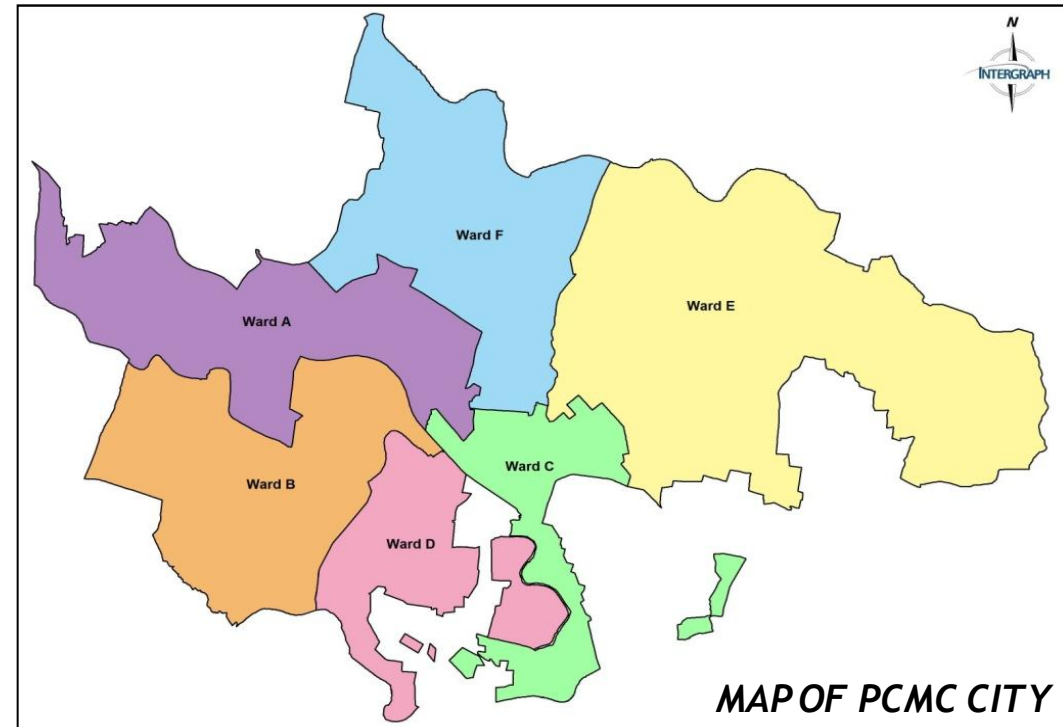 N
INTERGRAPH
Ward F
Ward E
Ward A
Ward C
Ward B
Ward D
MAP OF PCMC CITY